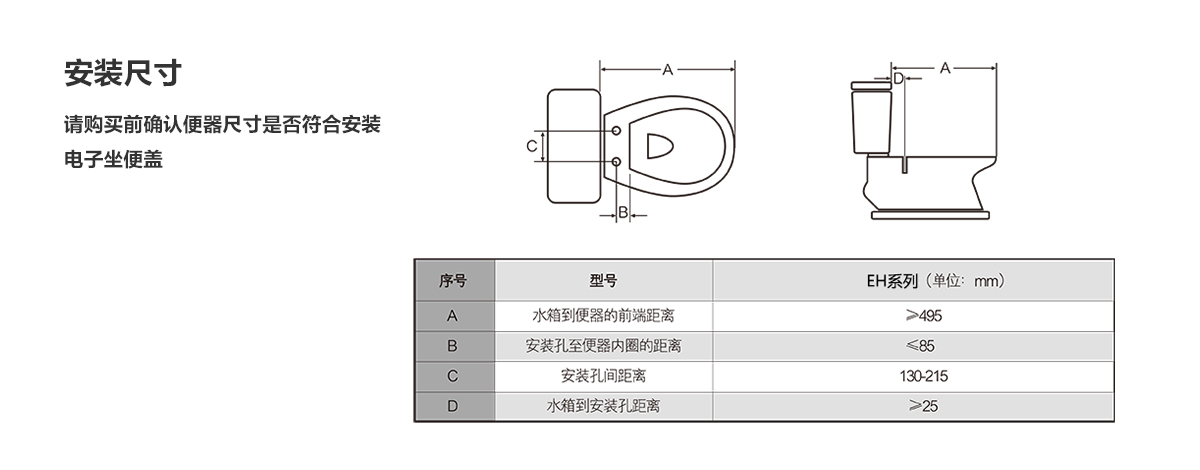 安装尺寸
请购买前确认便器尺寸是否符合安装
电子坐便盖
A
C
B
A
D
序号 型号 EH系列（单位：mm）
A 水箱到便器的前端距离 ⩾495
B 安装孔至便器内圈的距离 ⩽85
C 安装孔间距离 130-215
D 水箱到安装孔距离 ⩾25